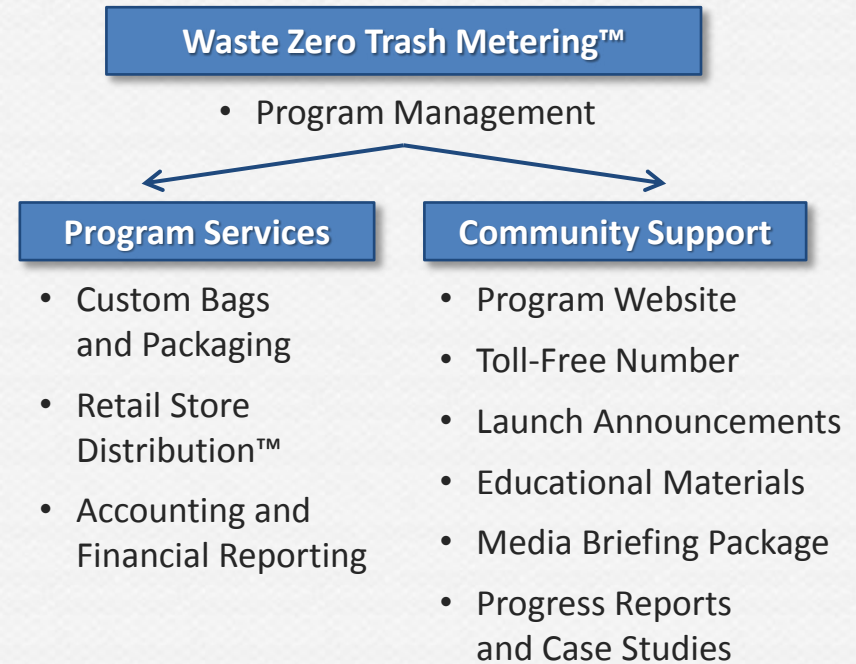 Waste Zero Trash Metering™
• Program Management
Program Services
• Custom Bags
and Packaging
• Retail Store
Distribution™
• Accounting and
Financial Reporting
Community Support
• Program Website
• Toll-Free Number
• Launch Announcements
• Educational Materials
• Media Briefing Package
• Progress Reports
and Case Studies